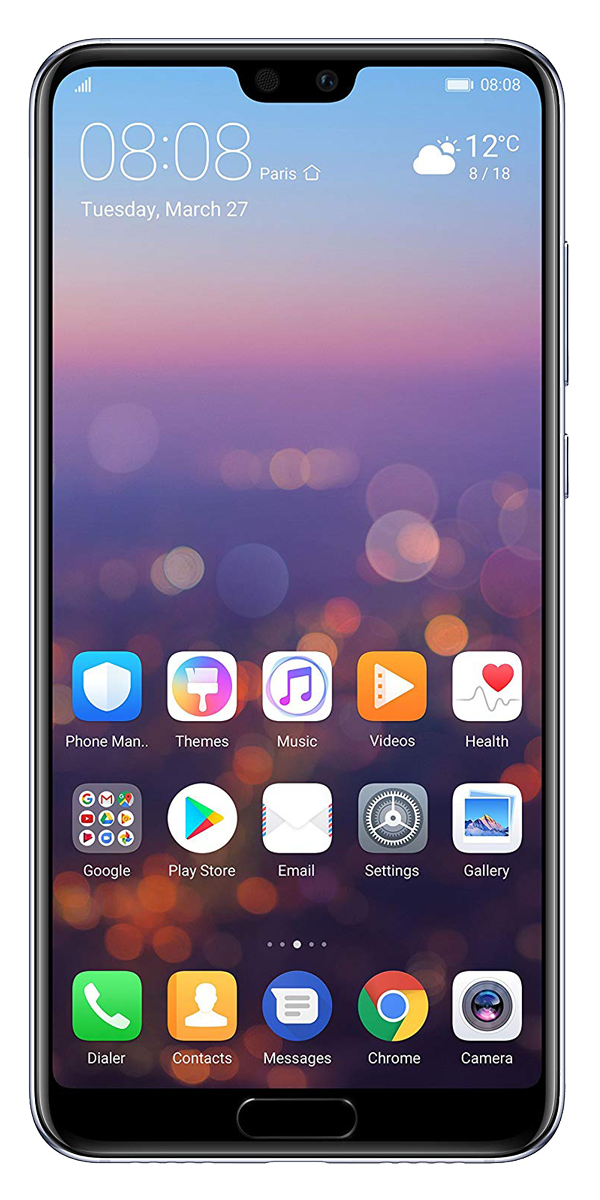 08:08
08:08 Paris
12°C
8 / 18
Tuesday, March 27
Phone Man.. Themes Music Videos Health
Google Play Store Email Settings Gallery
Dialer Contacts Messages Chrome Camera